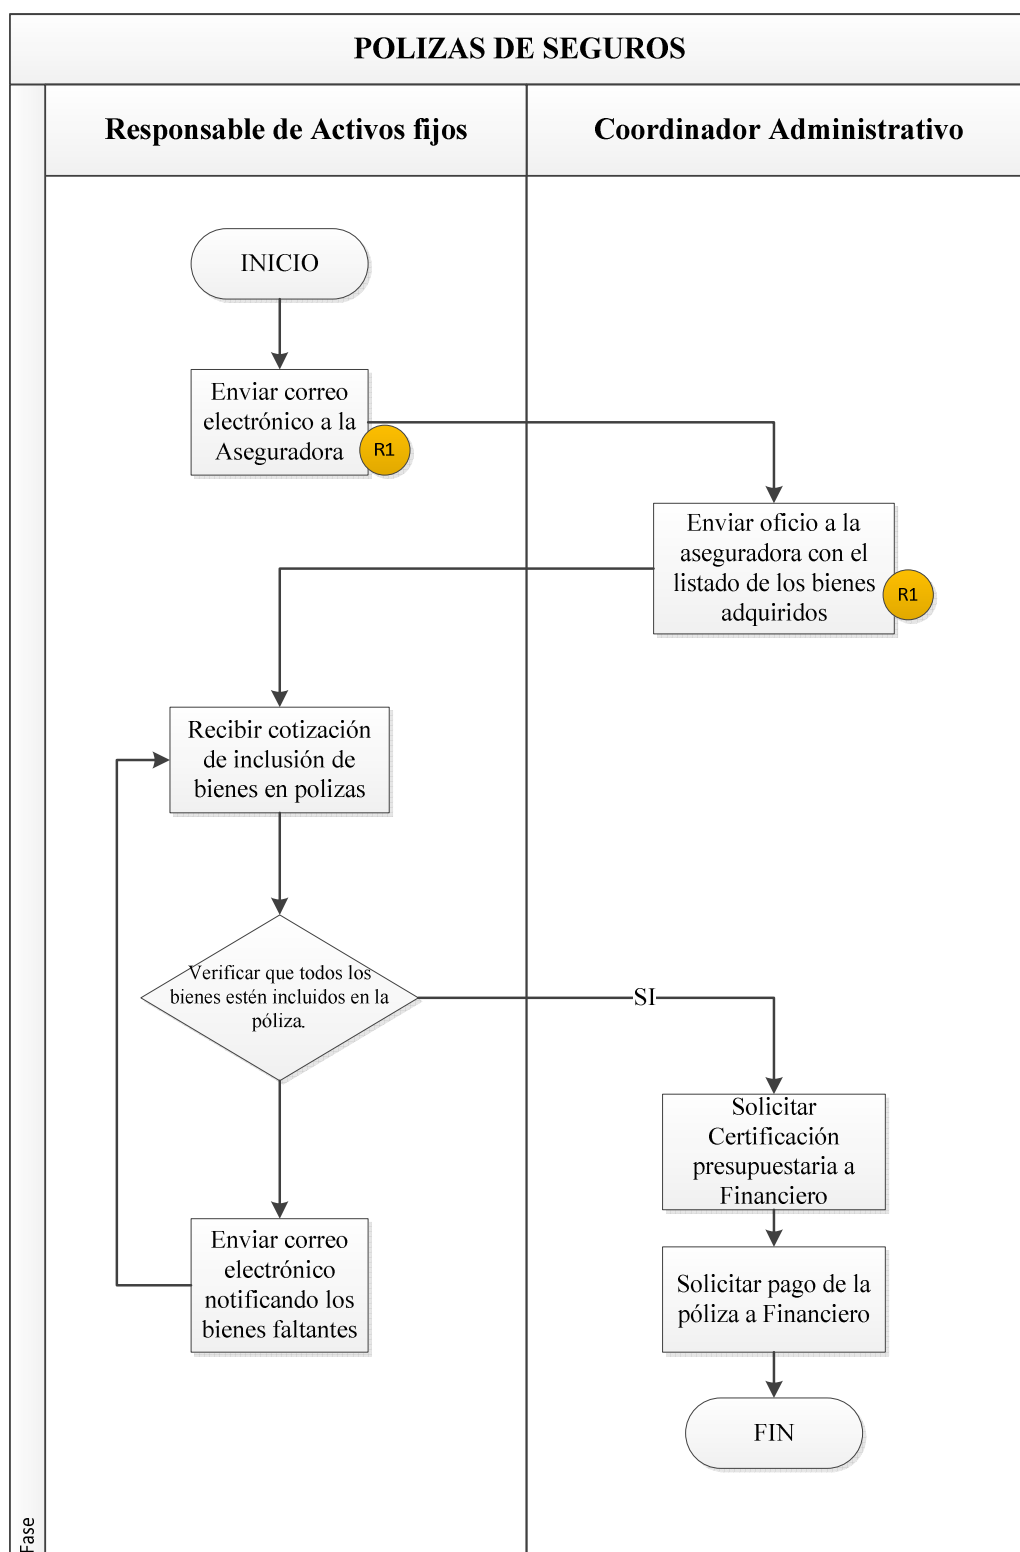 POLIZAS DE SEGUROS
Responsable de Activos fijos
Coordinador Administrativo
INICIO
Enviar correo
electrónico a la
Aseguradora
R1
Enviar oficio a la
aseguradora con el
listado de los bienes
adquiridos
R1
Recibir cotización
de inclusión de
bienes en polizas
Verificar que todos los
bienes estén incluidos en la
póliza.
SI
Solicitar
Certificación
presupuestaria a
Financiero
Enviar correo
electrónico
notificando los
bienes faltantes
Solicitar pago de la
póliza a Financiero
FIN
Fase